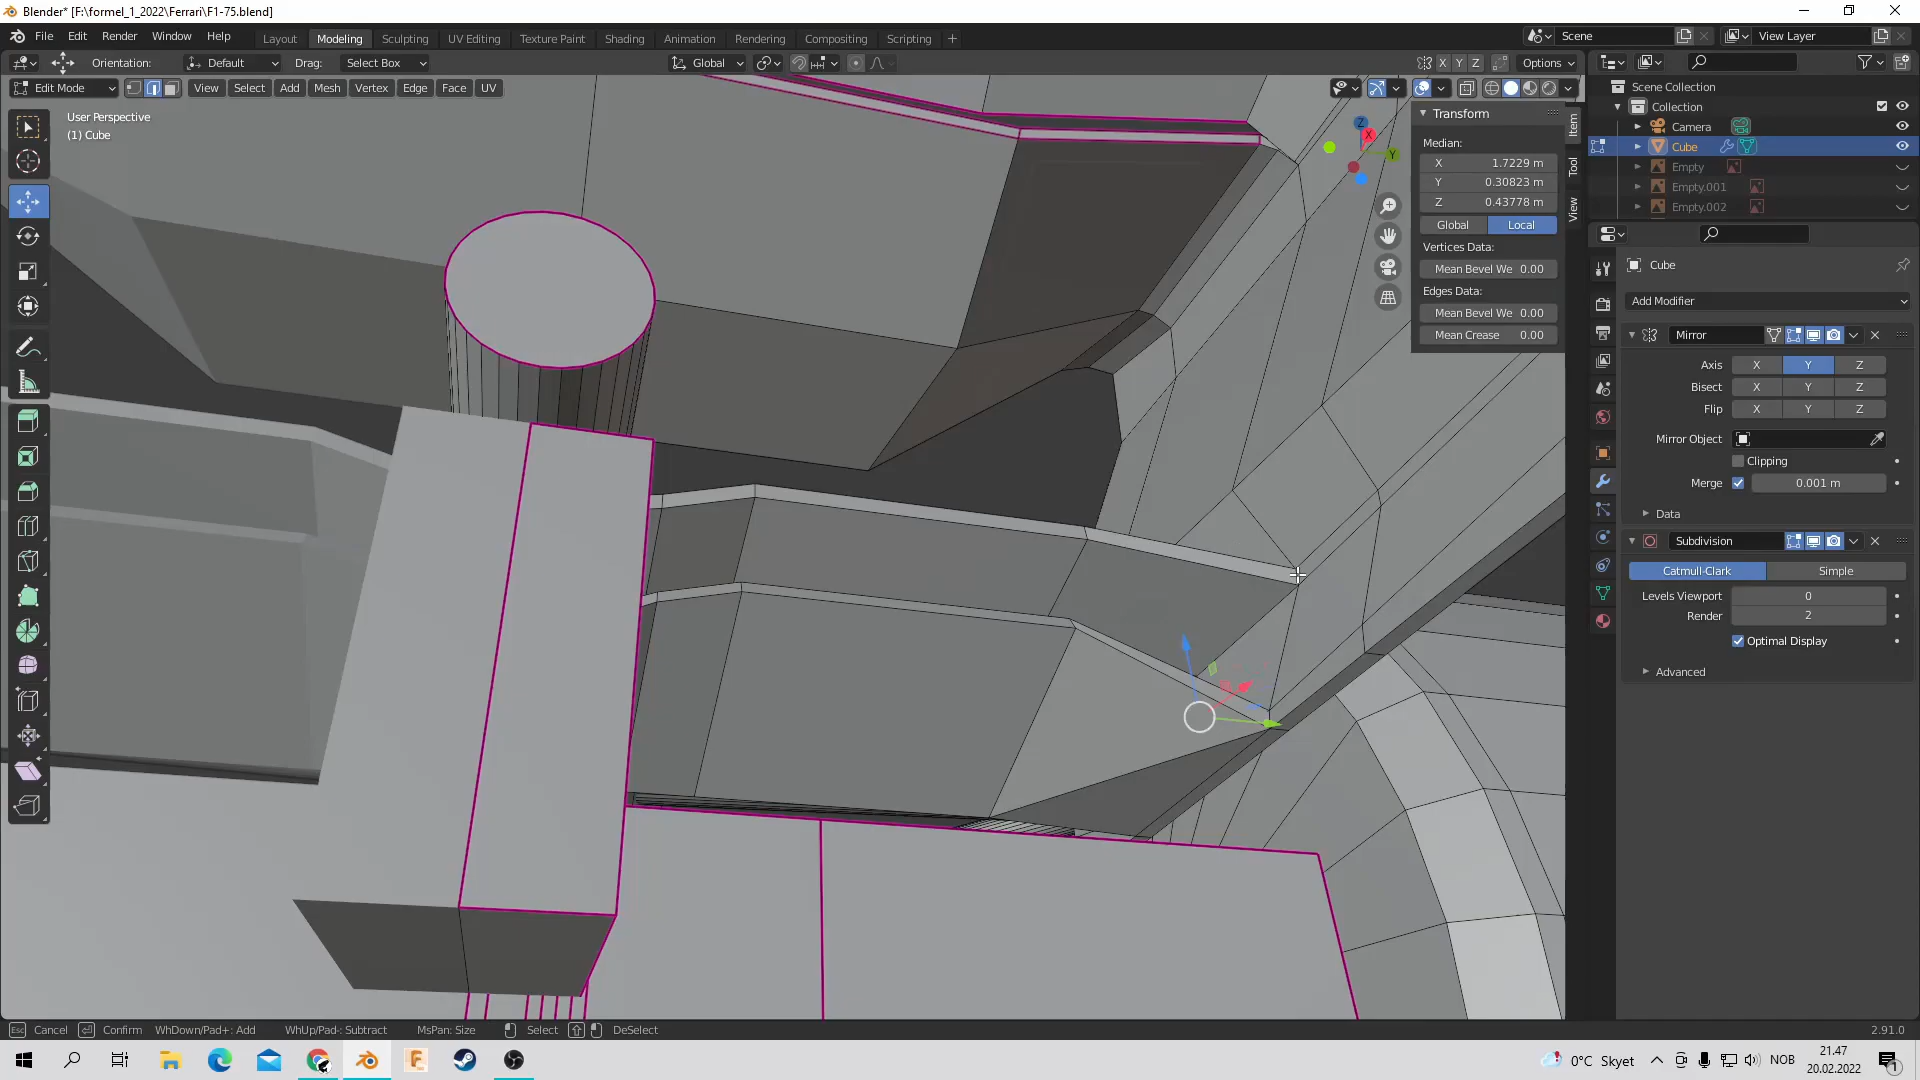 Blender* [F:\formel_1_2022\Ferrari\F1-75.blend]
File Edit Render Window Help
Layout Modeling Sculpting UV Editing Texture Paint Shading Animation Rendering Compositing Scripting +
Scene
View Layer
Orientation: Default Drag: Select Box
Global
X Y Z Options
Edit Mode View Select Add Mesh Vertex Edge Face UV
User Perspective
(1) Cube
Transform
Median:
X 1.7229 m
Y 0.30823 m
Z 0.43778 m
Global Local
Vertices Data:
Mean Bevel We 0.00
Edges Data:
Mean Bevel We 0.00
Mean Crease 0.00
Item
Tool
View
Z
X
Y
Scene Collection
Collection
Camera
Cube
Empty
Empty.001
Empty.002
Cube
Add Modifier
Mirror
Axis X Y Z
Bisect X Y Z
Flip X Y Z
Mirror Object
Clipping
Merge 0.001 m
Data
Subdivision
Catmull-Clark Simple
Levels Viewport 0
Render 2
Optimal Display
Advanced
Esc Cancel Confirm WhDown/Pad+: Add WhUp/Pad-: Subtract MsPan: Size Select DeSelect
2.91.0
0°C Skyet
NOB
21.47
20.02.2022
1